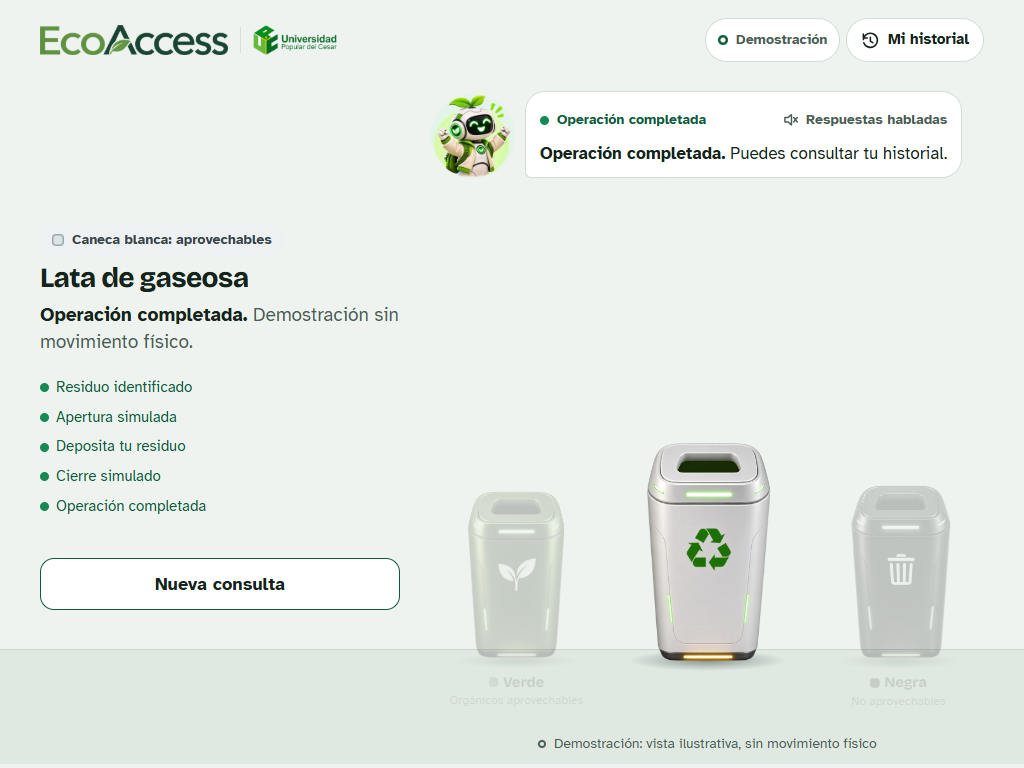 EcoAccess
Universidad
Popular del Cesar
Demostración
Mi historial
Operación completada
Respuestas habladas
Operación completada. Puedes consultar tu historial.
Caneca blanca: aprovechables
Lata de gaseosa
Operación completada. Demostración sin
movimiento físico.
Residuo identificado
Apertura simulada
Deposita tu residuo
Cierre simulado
Operación completada
Nueva consulta
Verde
Orgánicos aprovechables
Negra
No aprovechables
Demostración: vista ilustrativa, sin movimiento físico